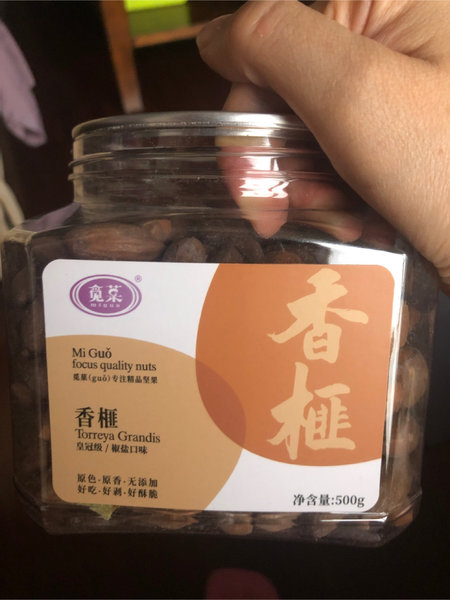 觅菓
®
MIGUO
Mi Guǒ
focus quality nuts
觅菓(guǒ)专注精品坚果
香榧
Torreya Grandis
皇冠级/椒盐口味
原色·原香·无添加
好吃·好剥·好酥脆
香榧
净含量:500g